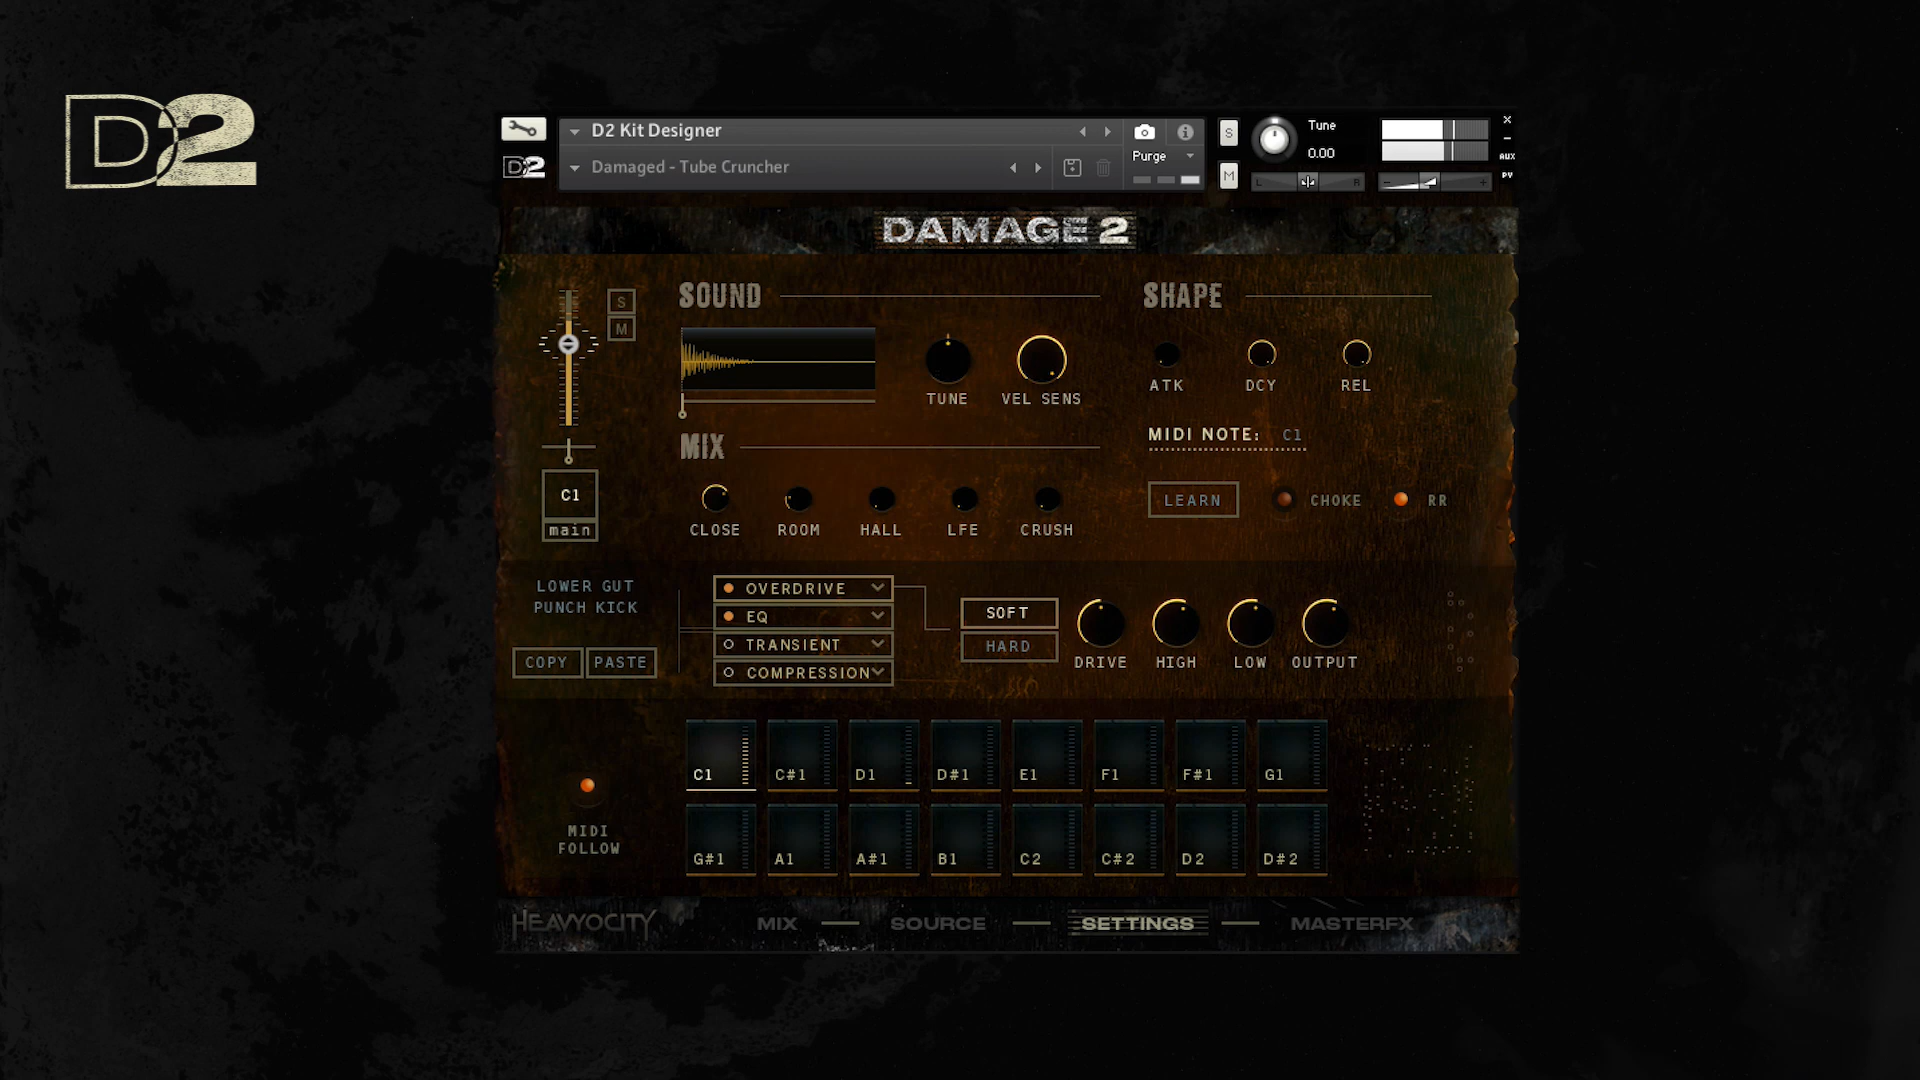 D2
D2 Kit Designer
S
Tune
0.00
AUX
PV
D2
Damaged - Tube Cruncher
Purge
M
L
R
DAMAGE 2
S
M
SOUND
SHAPE
TUNE
VEL SENS
ATK
DCY
REL
MIX
MIDI NOTE: C1
C1
main
CLOSE
ROOM
HALL
LFE
CRUSH
LEARN
CHOKE
RR
LOWER GUT
PUNCH KICK
COPY
PASTE
OVERDRIVE
EQ
TRANSIENT
COMPRESSION
SOFT
HARD
DRIVE
HIGH
LOW
OUTPUT
C1
C#1
D1
D#1
E1
F1
F#1
G1
MIDI
FOLLOW
G#1
A1
A#1
B1
C2
C#2
D2
D#2
HEAVYOCITY
MIX
SOURCE
SETTINGS
MASTERFX